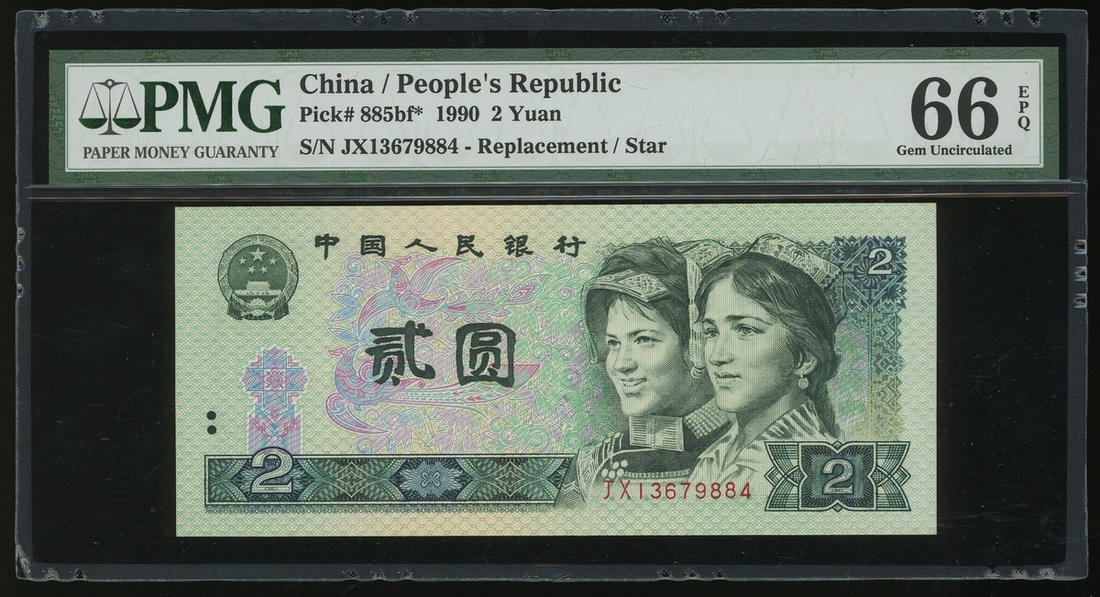 PMG
PAPER MONEY GUARANTY
China / People's Republic
Pick# 885bf* 1990 2 Yuan
S/N JX13679884 - Replacement / Star
66
EPQ
Gem Uncirculated
中国人民银行
2
贰圆
2
JX13679884
2